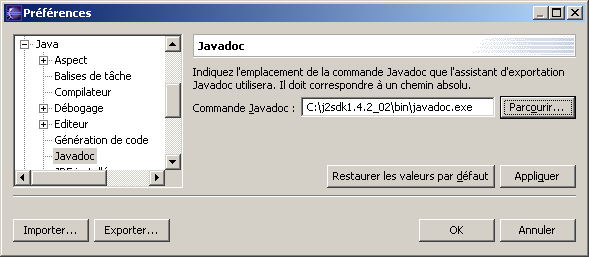 Préférences
Java
Aspect
Balises de tâche
Compilateur
Débogage
Editeur
Génération de code
Javadoc
Javadoc
Indiquez l'emplacement de la commande Javadoc que l'assistant d'exportation
Javadoc utilisera. Il doit correspondre à un chemin absolu.
Commande Javadoc : C:\j2sdk1.4.2_02\bin\javadoc.exe Parcourir...
Restaurer les valeurs par défaut Appliquer
Importer... Exporter... OK Annuler